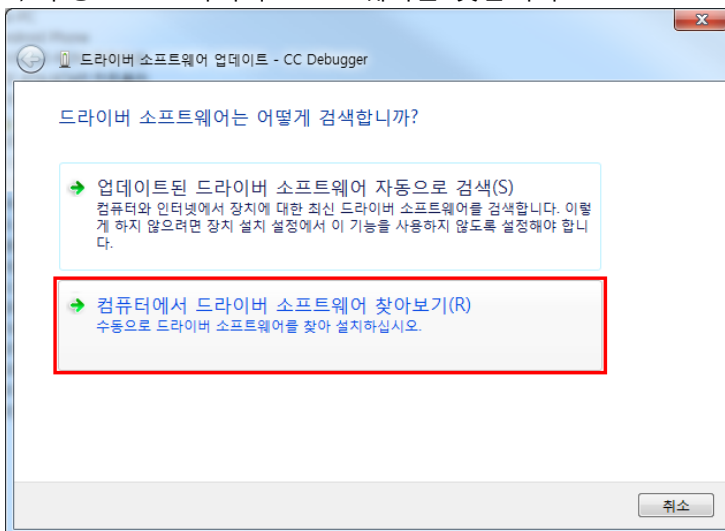 드라이버 소프트웨어 업데이트 - CC Debugger
드라이버 소프트웨어는 어떻게 검색합니까?
업데이트된 드라이버 소프트웨어 자동으로 검색(S)
컴퓨터와 인터넷에서 장치에 대한 최신 드라이버 소프트웨어를 검색합니다. 이렇
게 하지 않으려면 장치 설치 설정에서 이 기능을 사용하지 않도록 설정해야 합니
다.
컴퓨터에서 드라이버 소프트웨어 찾아보기(R)
수동으로 드라이버 소프트웨어를 찾아 설치하십시오.
취소